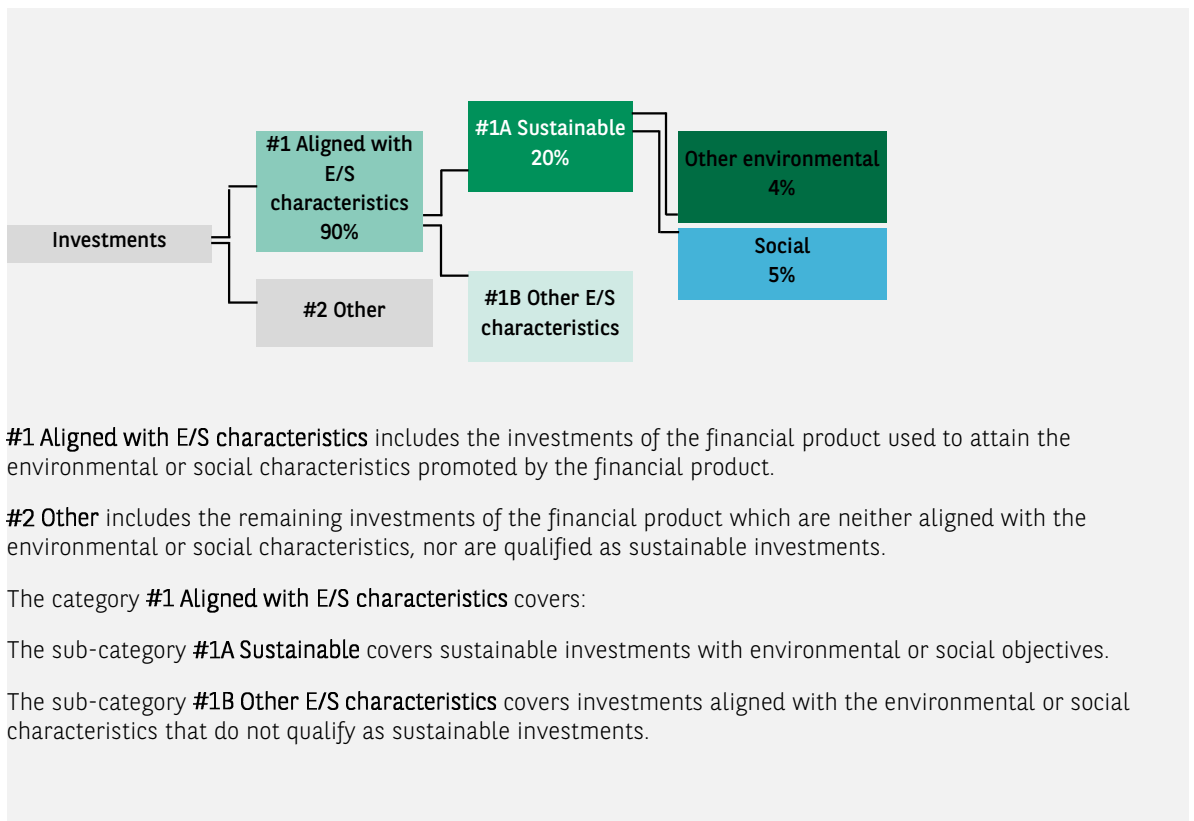 #1A Sustainable
20%
#1 Aligned with
E/S
characteristics
90%
Other environmental
4%
Investments
Social
5%
#2 Other
#1B Other E/S
characteristics
#1 Aligned with E/S characteristics includes the investments of the financial product used to attain the
environmental or social characteristics promoted by the financial product.
#2 Other includes the remaining investments of the financial product which are neither aligned with the
environmental or social characteristics, nor are qualified as sustainable investments.
The category #1 Aligned with E/S characteristics covers:
The sub-category #1A Sustainable covers sustainable investments with environmental or social objectives.
The sub-category #1B Other E/S characteristics covers investments aligned with the environmental or social
characteristics that do not qualify as sustainable investments.